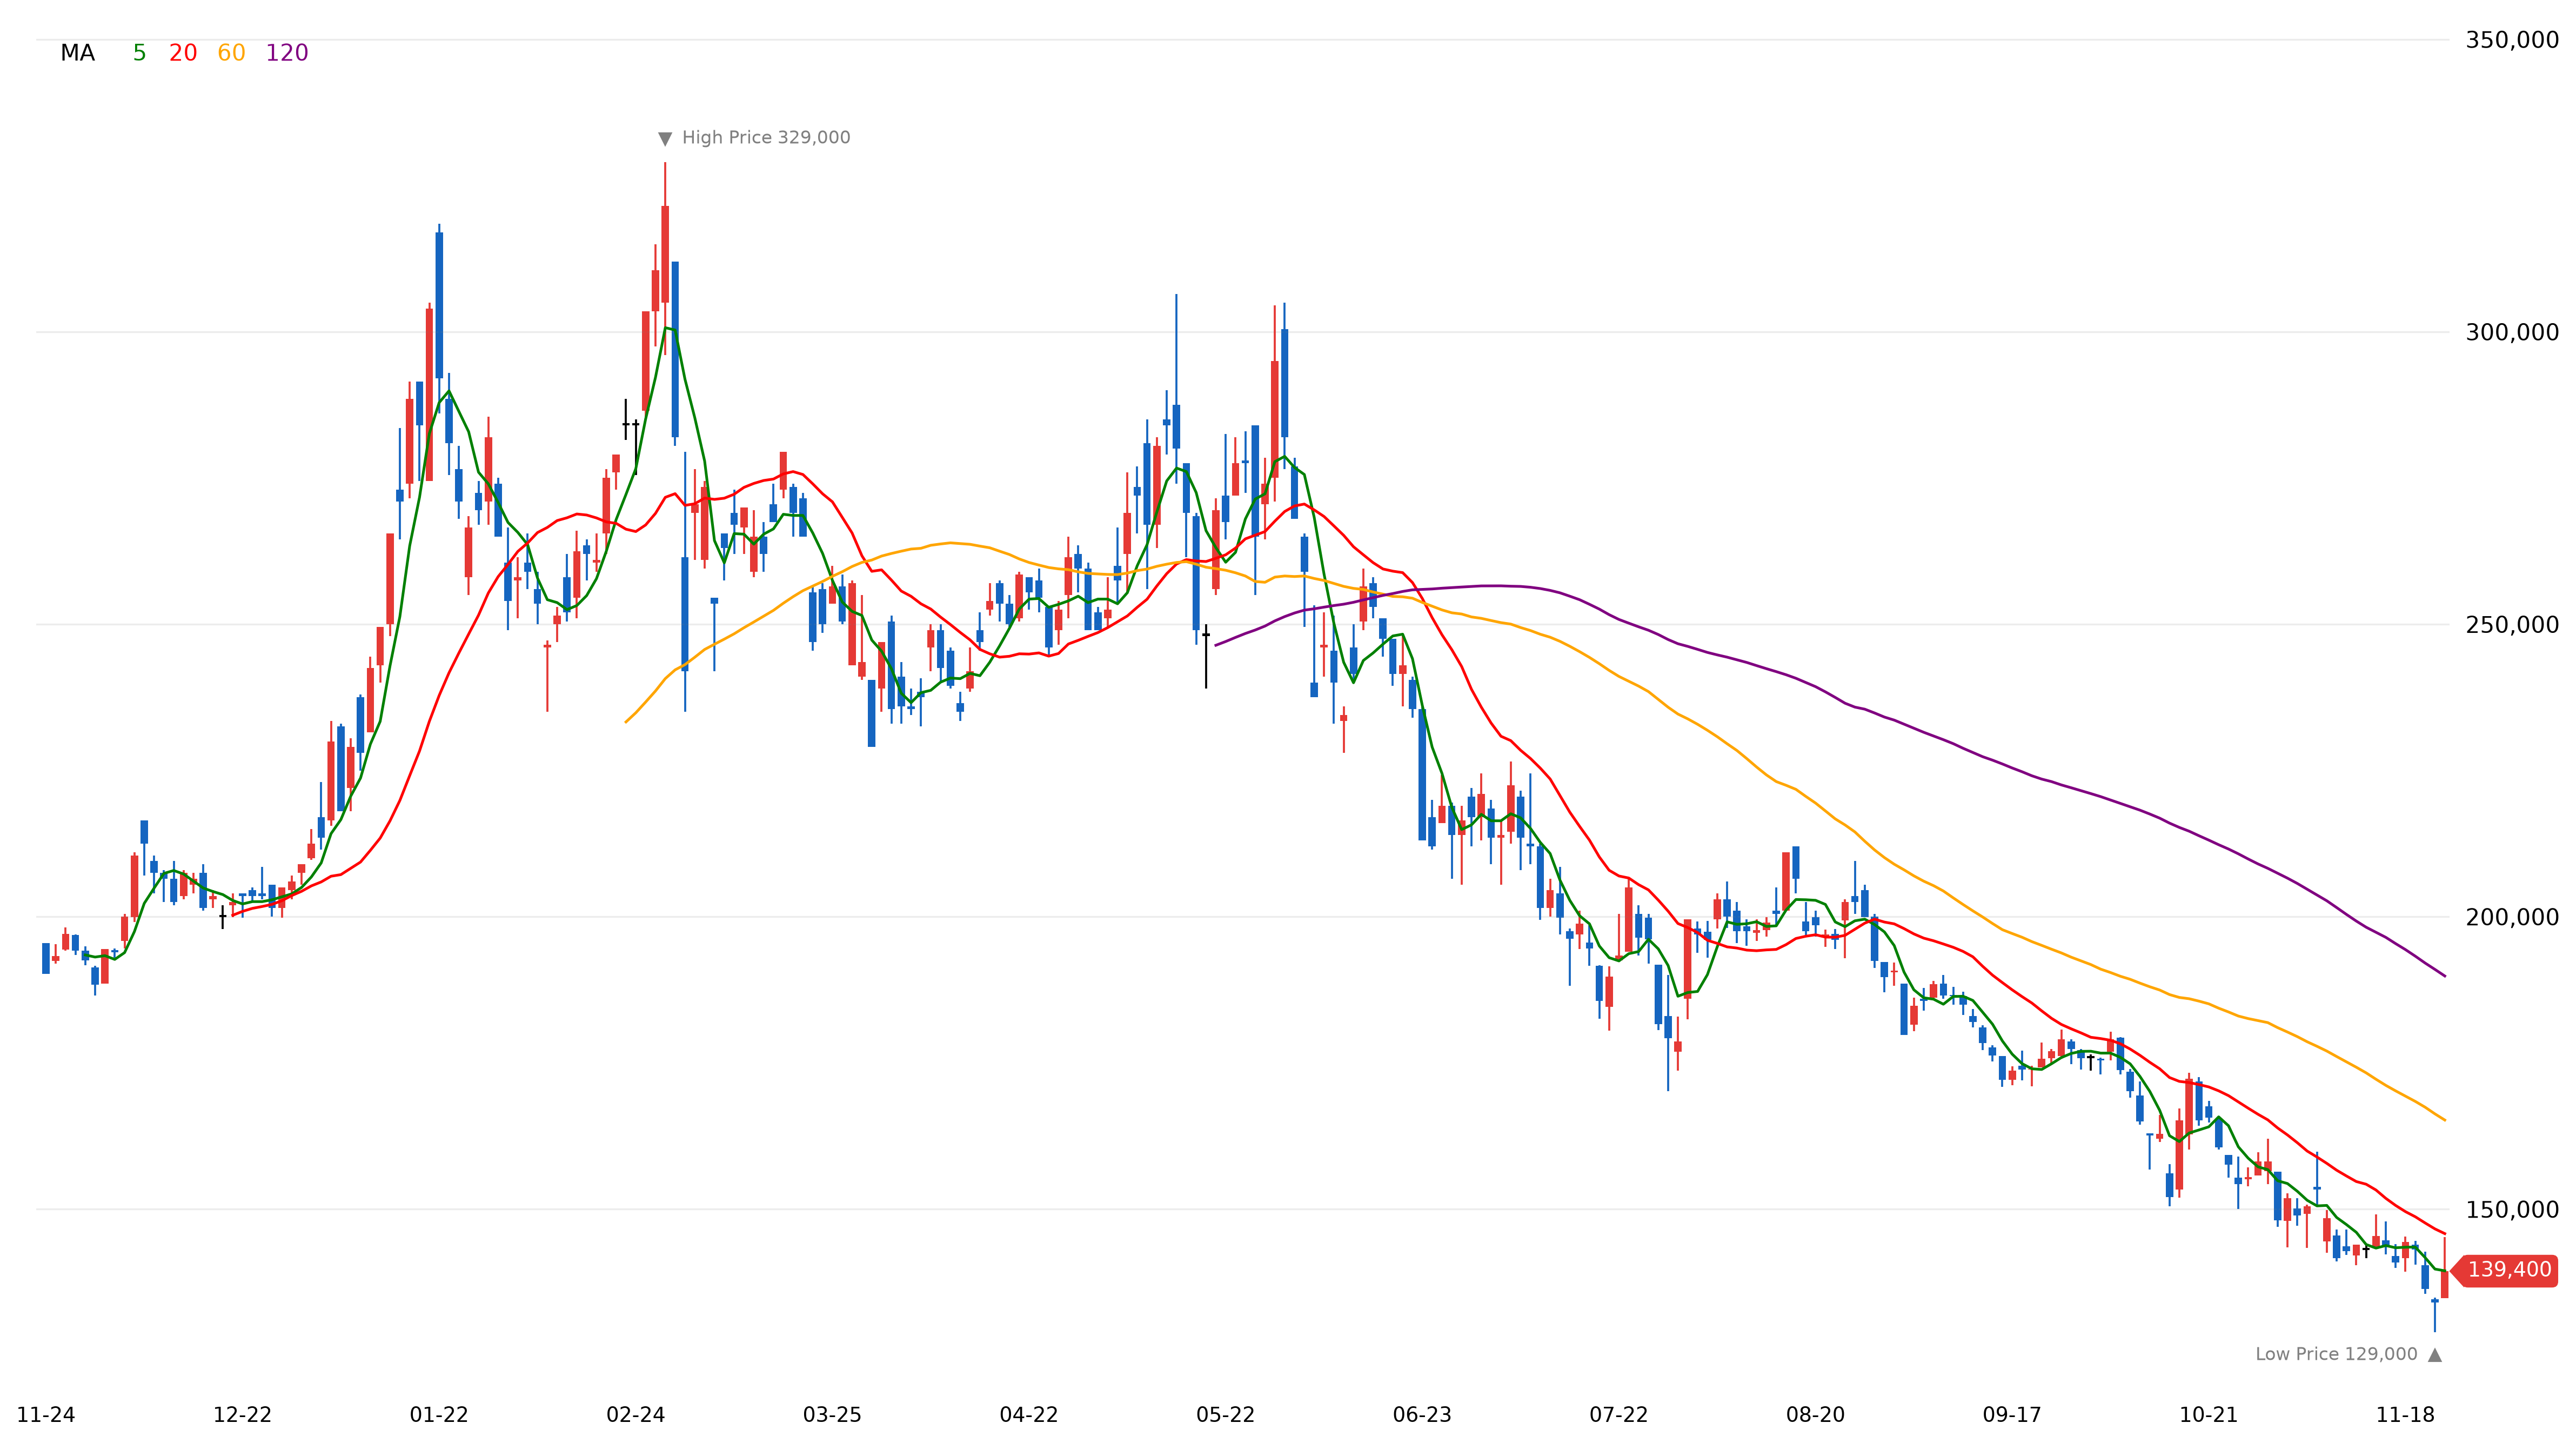 350,000
MA 5 20 60 120
▼ High Price 329,000
300,000
250,000
200,000
150,000
139,400
Low Price 129,000 ▲
11-24 12-22 01-22 02-24 03-25 04-22 05-22 06-23 07-22 08-20 09-17 10-21 11-18